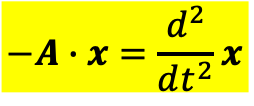 −A · x = d²/dt² x